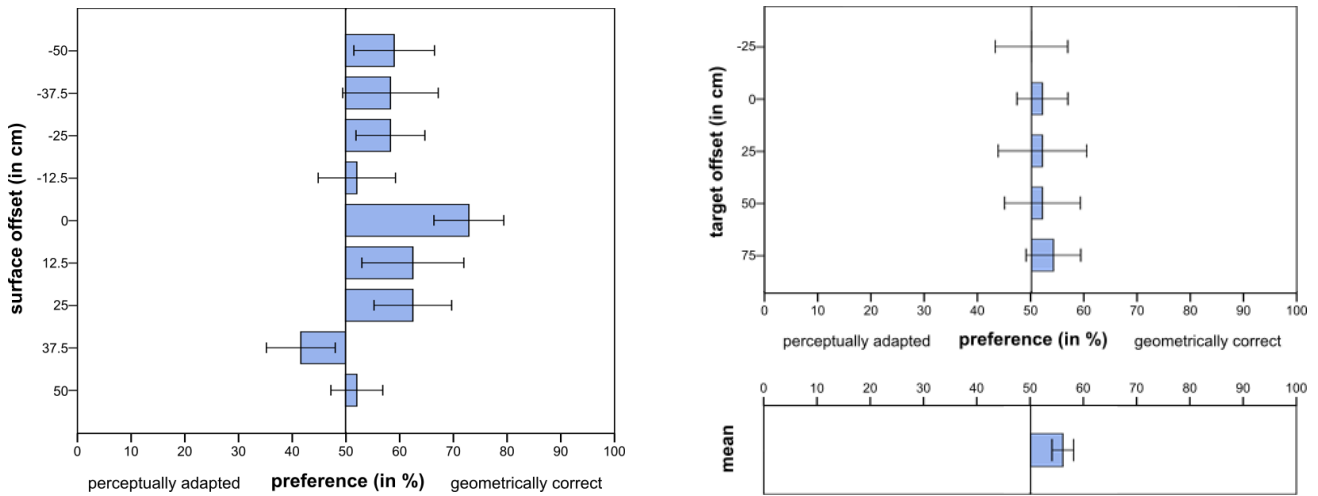 surface offset (in cm)
-50
-37.5
-25
-12.5
0
12.5
25
37.5
50
0 10 20 30 40 50 60 70 80 90 100
perceptually adapted preference (in %) geometrically correct
target offset (in cm)
-25
0
25
50
75
0 10 20 30 40 50 60 70 80 90 100
perceptually adapted preference (in %) geometrically correct
0 10 20 30 40 50 60 70 80 90 100
mean